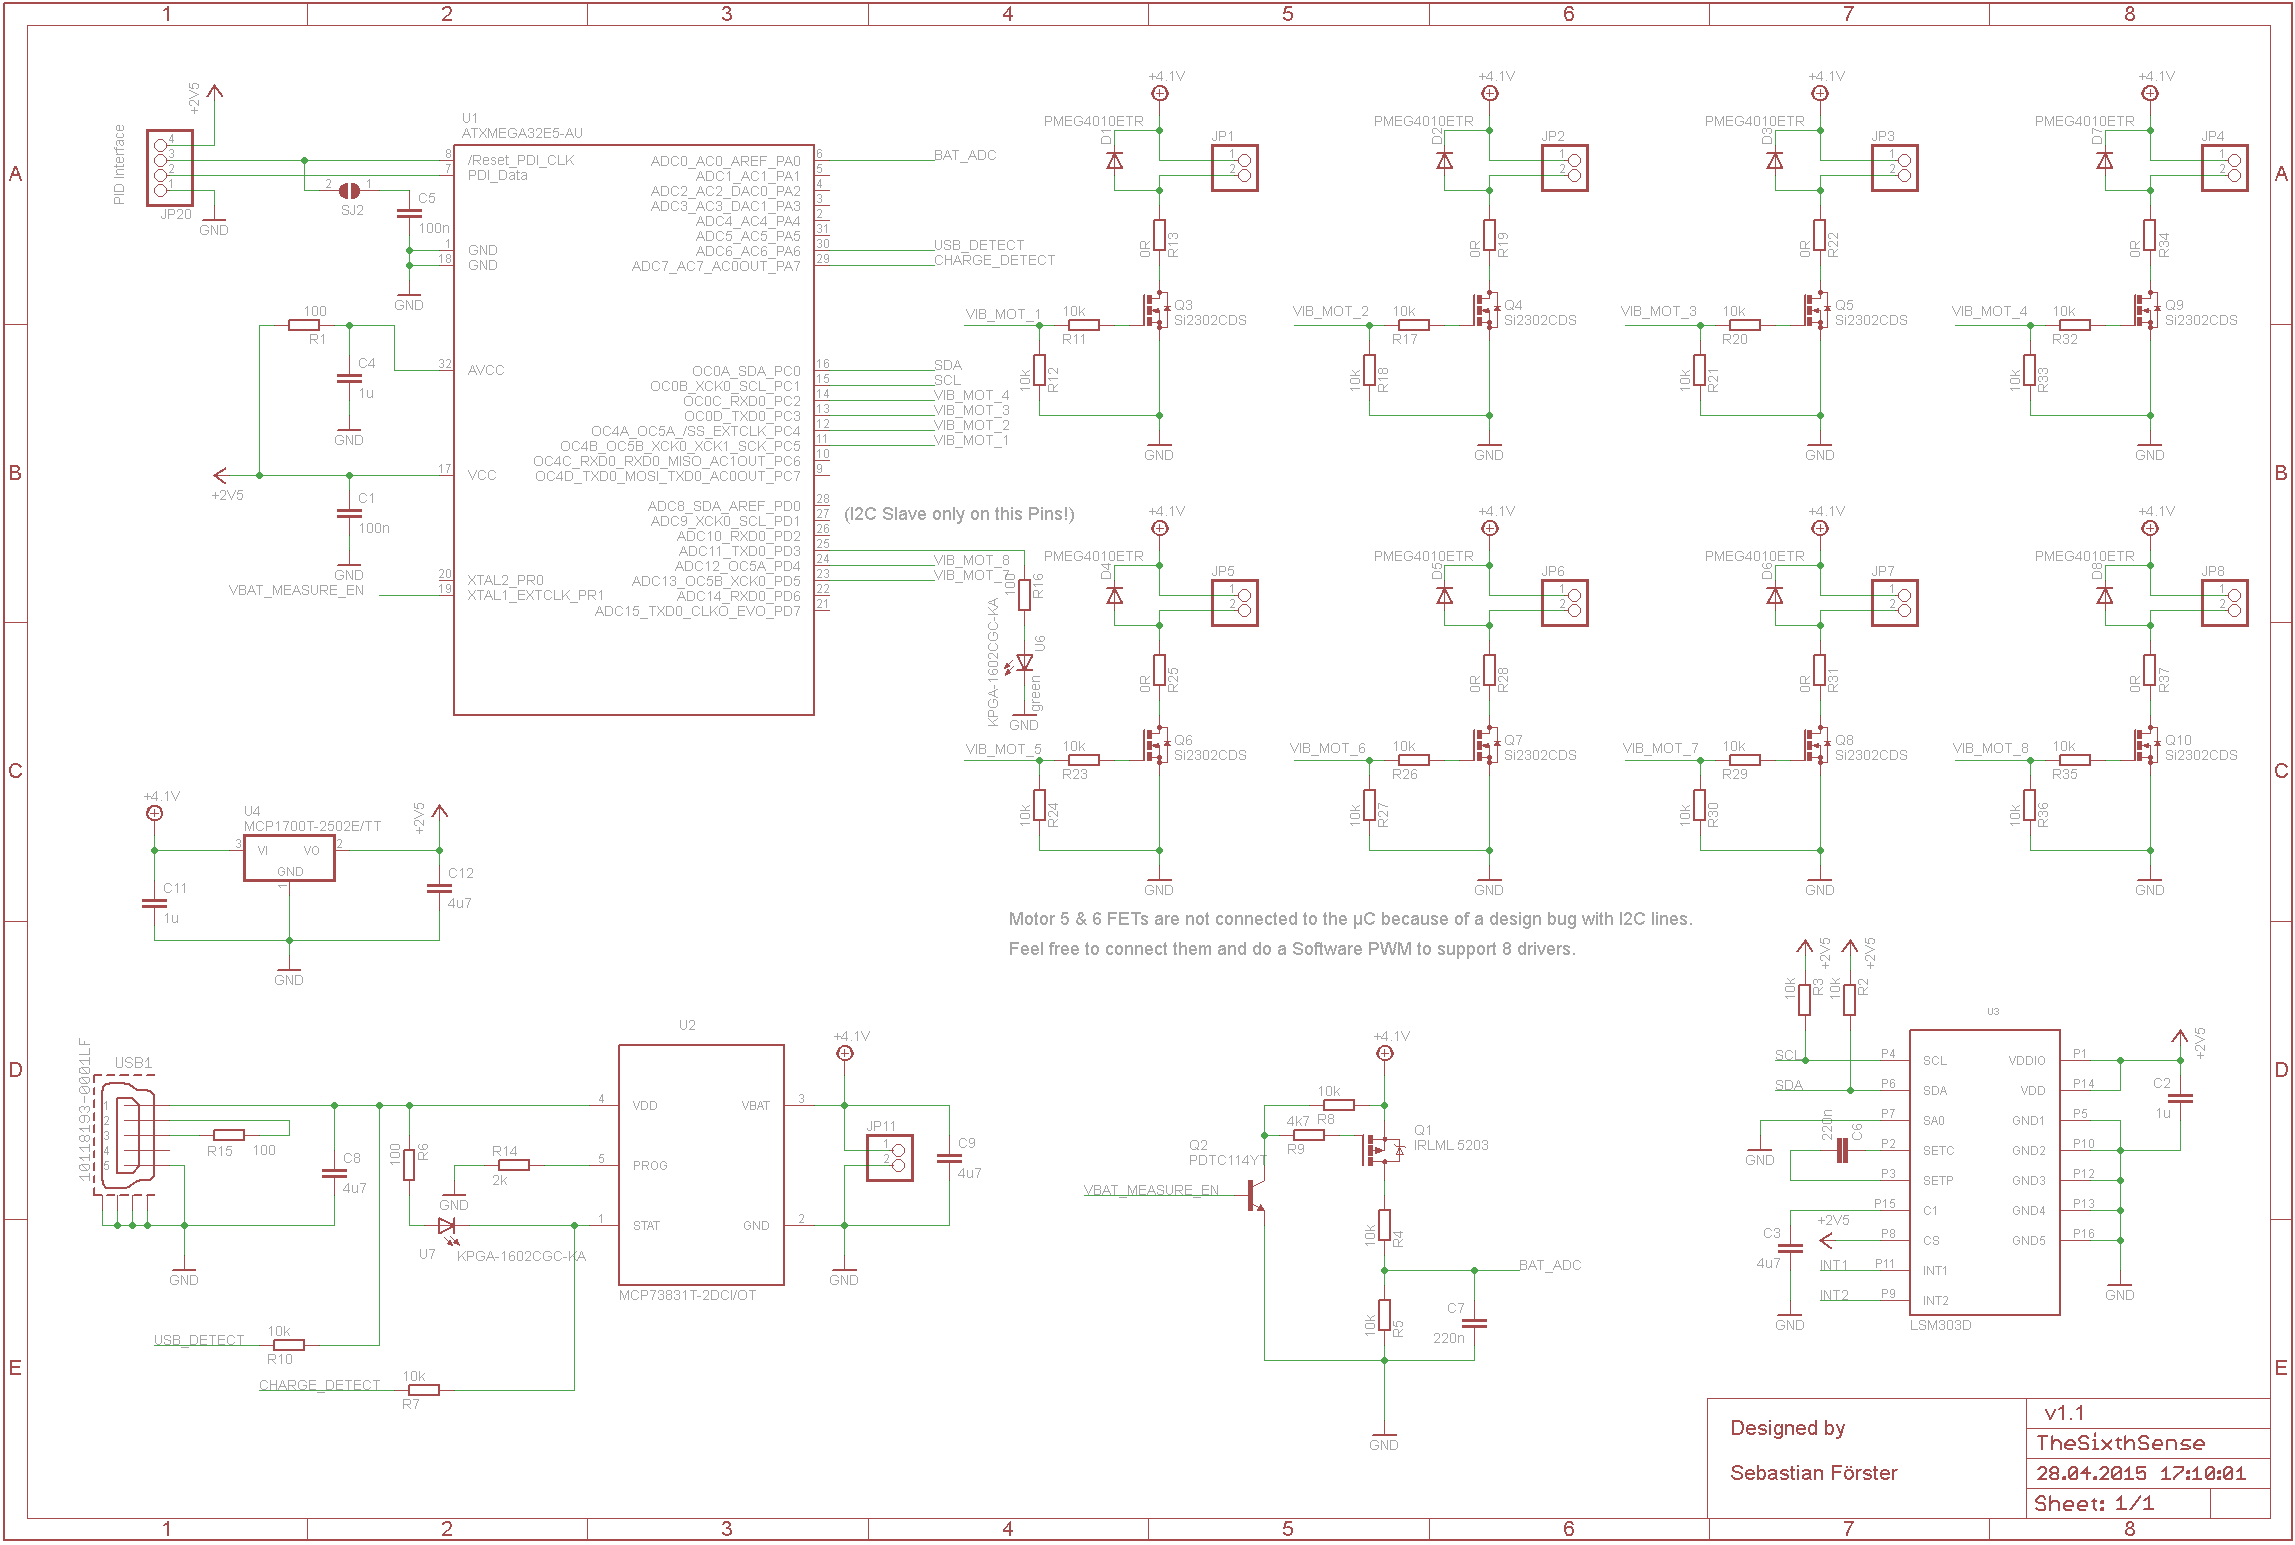 1 2 3 4 5 6 7 8
A
B
C
D
E
A
B
C
D
E
PID Interface
+2V5
4
3
2
1
JP20
GND
2 1
SJ2
C5
100n
GND
U1
ATXMEGA32E5-AU
8 /Reset_PDI_CLK
7 PDI_Data
1 GND
18 GND
32 AVCC
17 VCC
20 XTAL2_PR0
19 XTAL1_EXTCLK_PR1
ADC0_AC0_AREF_PA0 6 BAT_ADC
ADC1_AC1_PA1 5
ADC2_AC2_DAC0_PA2 4
ADC3_AC3_DAC1_PA3 3
ADC4_AC4_PA4 2
ADC5_AC5_PA5 31
ADC6_AC6_PA6 30 USB_DETECT
ADC7_AC7_AC0OUT_PA7 29 CHARGE_DETECT
OC0A_SDA_PC0 16 SDA
OC0B_XCK0_SCL_PC1 15 SCL
OC0C_RXD0_PC2 14 VIB_MOT_4
OC0D_TXD0_PC3 13 VIB_MOT_3
OC4A_OC5A_/SS_EXTCLK_PC4 12 VIB_MOT_2
OC4B_OC5B_XCK0_XCK1_SCK_PC5 11 VIB_MOT_1
OC4C_RXD0_RXD0_MISO_AC1OUT_PC6 10
OC4D_TXD0_MOSI_TXD0_AC0OUT_PC7 9
ADC8_SDA_AREF_PD0 28
ADC9_XCK0_SCL_PD1 27
ADC10_RXD0_PD2 26
ADC11_TXD0_PD3 25
ADC12_OC5A_PD4 24 VIB_MOT_8
ADC13_OC5B_XCK0_PD5 23 VIB_MOT_
ADC14_RXD0_PD6 22
ADC15_TXD0_CLKO_EVO_PD7 21
(I2C Slave only on this Pins!)
100
R1
C4
1u
GND
+2V5
C1
100n
GND
VBAT_MEASURE_EN
100
R16
U6
KPGA-1602CGC-KA
green
GND
+4.1V
PMEG4010ETR
D1
JP1
1
2
0R
R13
VIB_MOT_1
10k
R11
10k
R12
Q3
Si2302CDS
GND
+4.1V
PMEG4010ETR
D2
JP2
1
2
0R
R19
VIB_MOT_2
10k
R17
10k
R18
Q4
Si2302CDS
GND
+4.1V
PMEG4010ETR
D3
JP3
1
2
0R
R22
VIB_MOT_3
10k
R20
10k
R21
Q5
Si2302CDS
GND
+4.1V
PMEG4010ETR
D7
JP4
1
2
0R
R34
VIB_MOT_4
10k
R32
10k
R33
Q9
Si2302CDS
GND
+4.1V
PMEG4010ETR
D4
JP5
1
2
0R
R25
VIB_MOT_5
10k
R23
10k
R24
Q6
Si2302CDS
GND
+4.1V
PMEG4010ETR
D5
JP6
1
2
0R
R28
VIB_MOT_6
10k
R26
10k
R27
Q7
Si2302CDS
GND
+4.1V
PMEG4010ETR
D6
JP7
1
2
0R
R31
VIB_MOT_7
10k
R29
10k
R30
Q8
Si2302CDS
GND
+4.1V
PMEG4010ETR
D8
JP8
1
2
0R
R37
VIB_MOT_8
10k
R35
10k
R36
Q10
Si2302CDS
GND
Motor 5 & 6 FETs are not connected to the µC because of a design bug with I2C lines.
Feel free to connect them and do a Software PWM to support 8 drivers.
+4.1V
U4
MCP1700T-2502E/TT
3 VI VO 2
GND
1
+2V5
C11
1u
C12
4u7
GND
USB1
10118193-0001LF
1
2
3
4
5
R15 100
GND
C8
4u7
100
R6
U7
KPGA-1602CGC-KA
R14
2k
GND
U2
4 VDD VBAT 3
5 PROG
1 STAT GND 2
MCP73831T-2DCI/OT
+4.1V
JP11
1
2
C9
4u7
GND
USB_DETECT
10k
R10
CHARGE_DETECT
10k
R7
+4.1V
10k
R8
4k7
R9
Q1
IRLML5203
Q2
PDTC114YT
VBAT_MEASURE_EN
10k
R4
BAT_ADC
10k
R5
C7
220n
GND
+2V5
+2V5
10k
R3
10k
R2
U3
SCL P4 SCL
SDA P6 SDA
P7 SA0
P2 SETC
P3 SETP
P15 C1
P8 CS
INT1 P11 INT1
INT2 P9 INT2
VDDIO P1
VDD P14
GND1 P5
GND2 P10
GND3 P12
GND4 P13
GND5 P16
LSM303D
GND
220n
C6
+2V5
C3
4u7
GND
+2V5
C2
1u
GND
Designed by
Sebastian Förster
v1.1
TheSixthSense
28.04.2015 17:10:01
Sheet: 1/1
1 2 3 4 5 6 7 8